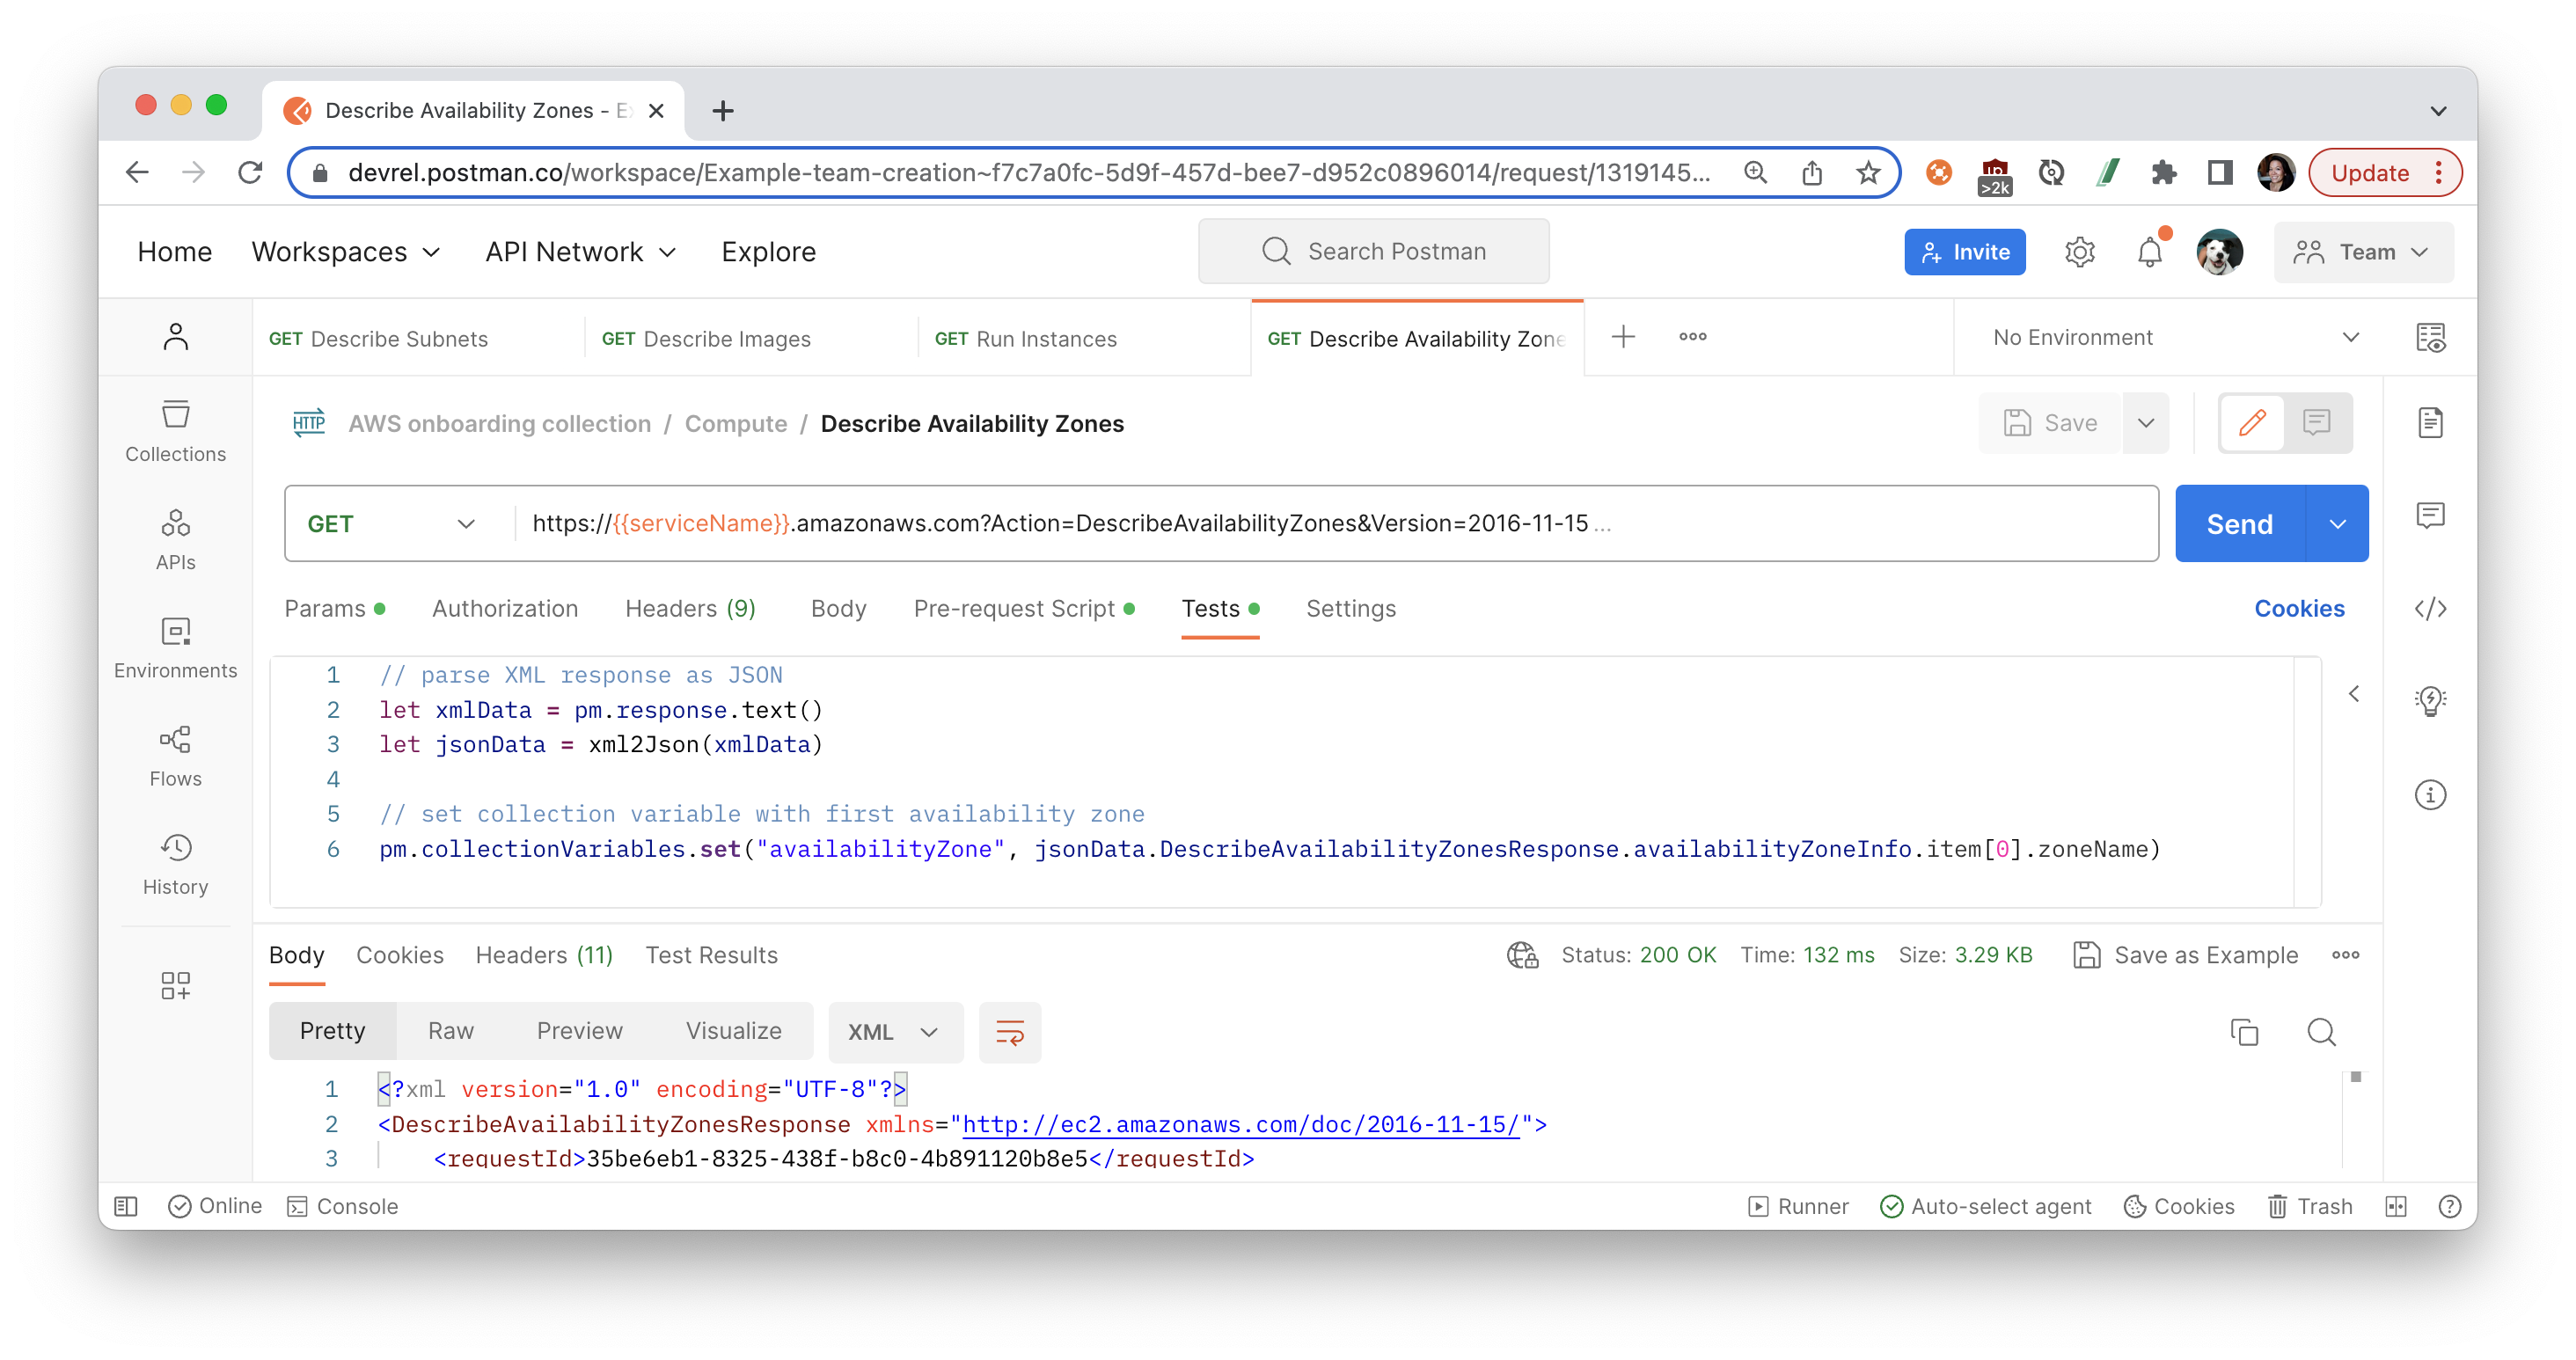 Describe Availability Zones - Ex
devrel.postman.co/workspace/Example-team-creation~f7c7a0fc-5d9f-457d-bee7-d952c0896014/request/1319145...
>2k
Update
Home
Workspaces
API Network
Explore
Search Postman
Invite
Team
GET Describe Subnets
GET Describe Images
GET Run Instances
GET Describe Availability Zone
No Environment
HTTP
AWS onboarding collection / Compute / Describe Availability Zones
Save
Collections
APIs
Environments
Flows
History
GET
https://{{serviceName}}.amazonaws.com?Action=DescribeAvailabilityZones&Version=2016-11-15 ...
Send
Params
Authorization
Headers (9)
Body
Pre-request Script
Tests
Settings
Cookies
1 // parse XML response as JSON
2 let xmlData = pm.response.text()
3 let jsonData = xml2Json(xmlData)
4
5 // set collection variable with first availability zone
6 pm.collectionVariables.set("availabilityZone", jsonData.DescribeAvailabilityZonesResponse.availabilityZoneInfo.item[0].zoneName)
Body
Cookies
Headers (11)
Test Results
Status: 200 OK
Time: 132 ms
Size: 3.29 KB
Save as Example
Pretty
Raw
Preview
Visualize
XML
1 <?xml version="1.0" encoding="UTF-8"?>
2 <DescribeAvailabilityZonesResponse xmlns="http://ec2.amazonaws.com/doc/2016-11-15/">
3 <requestId>35be6eb1-8325-438f-b8c0-4b891120b8e5</requestId>
Online
Console
Runner
Auto-select agent
Cookies
Trash